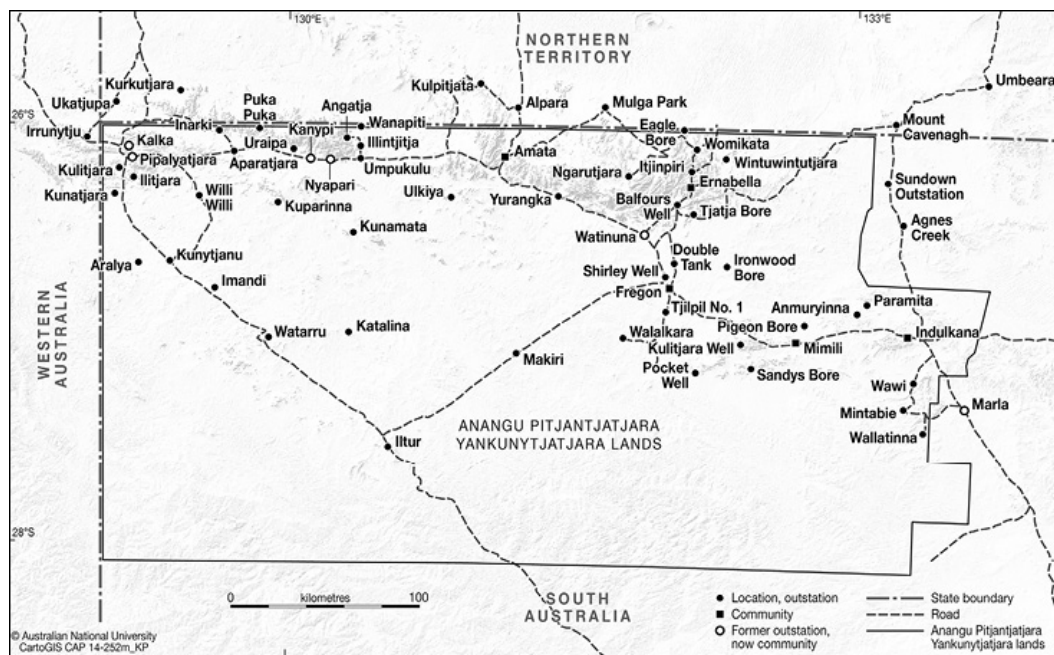 130°E
133°E
NORTHERN
TERRITORY
Kurkutjara
Ukatjupa
Puka
Puka
Angatja
Kulpitjata
Alpara
Mulga Park
Umbeara
26°S
Irrunytju
Inarki
Kanypi
Wanapiti
Eagle
Bore
Mount
Cavenagh
Kalka
Uraipa
Illintjitja
Womikata
Pipalyatjara
Aparatjara
Umpukulu
Amata
Wintuwintutjara
Kulitjara
Ilitjara
Nyapari
Ngarutjara
Itjinpiri
Ernabella
Sundown
Outstation
Kunatjara
Willi
Willi
Kuparinna
Ulkiya
Yurangka
Balfours
Well
Tjatja Bore
Kunamata
Watinuna
Agnes
Creek
Aralya
Kunytjanu
Double
Tank
Ironwood
Bore
Imandi
Shirley Well
Fregon
Tjilpil No. 1
Anmuryinna
Paramita
WESTERN
AUSTRALIA
Watarru
Katalina
Walalkara
Pigeon Bore
Indulkana
Makiri
Kulitjara Well
Mimili
Pocket
Well
Sandys Bore
Wawi
Mintabie
Marla
ANANGU PITJANTJATJARA
YANKUNYTJATJARA LANDS
Wallatinna
Iltur
28°S
0
kilometres
100
SOUTH
AUSTRALIA
Location, outstation
Community
Former outstation,
now community
State boundary
Road
Anangu Pitjantjatjara
Yankunytjatjara lands
© Australian National University
CartoGIS CAP 14-252m_KP